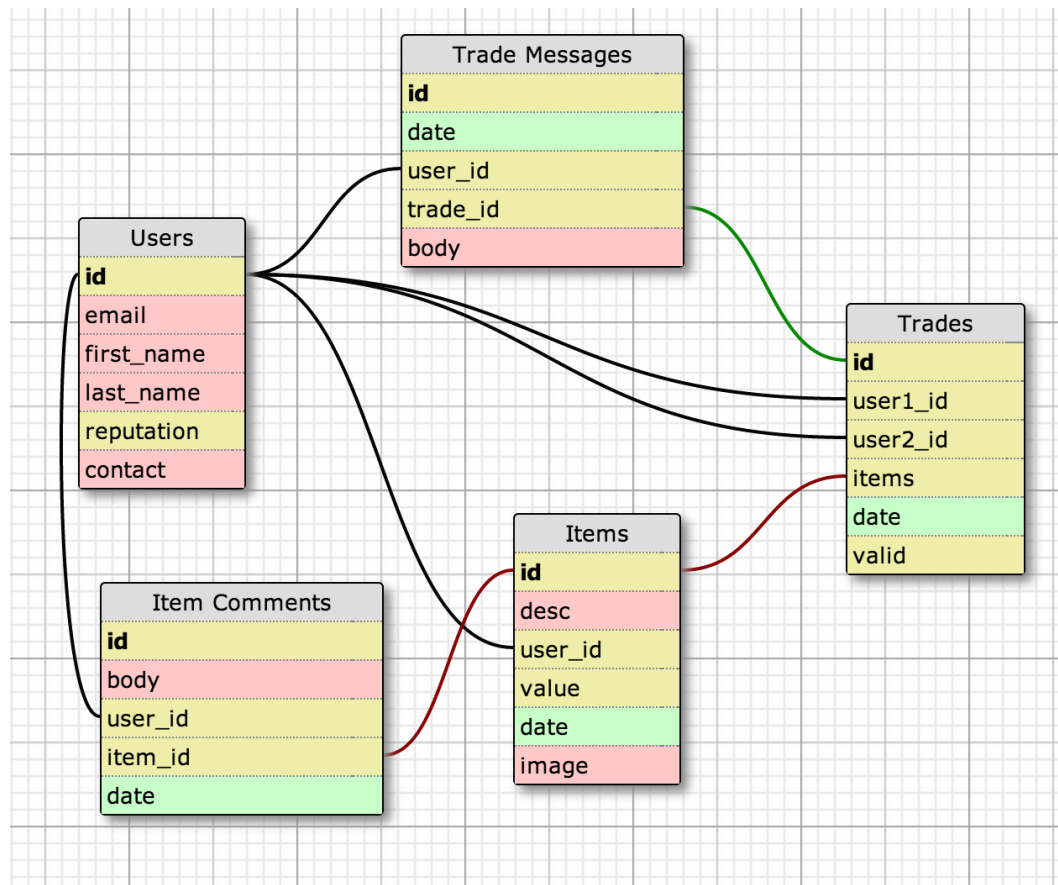 Trade Messages
id
date
user_id
trade_id
body
Users
id
email
first_name
last_name
reputation
contact
Trades
id
user1_id
user2_id
items
date
valid
Items
id
desc
user_id
value
date
image
Item Comments
id
body
user_id
item_id
date